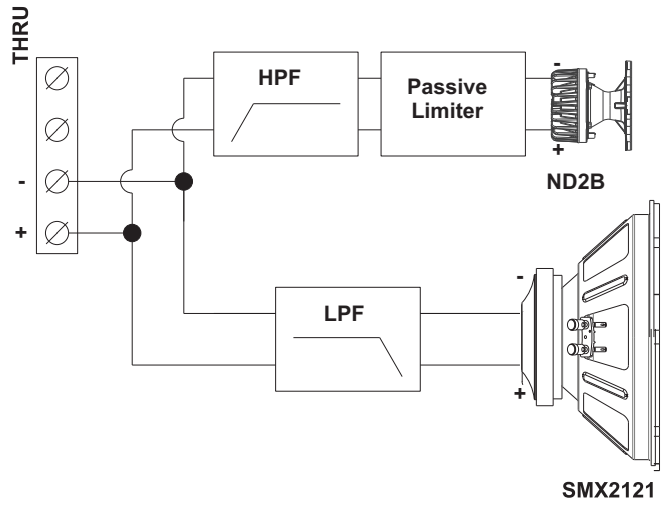 THRU
HPF
Passive
Limiter
-
+
ND2B
-
+
LPF
-
+
SMX2121